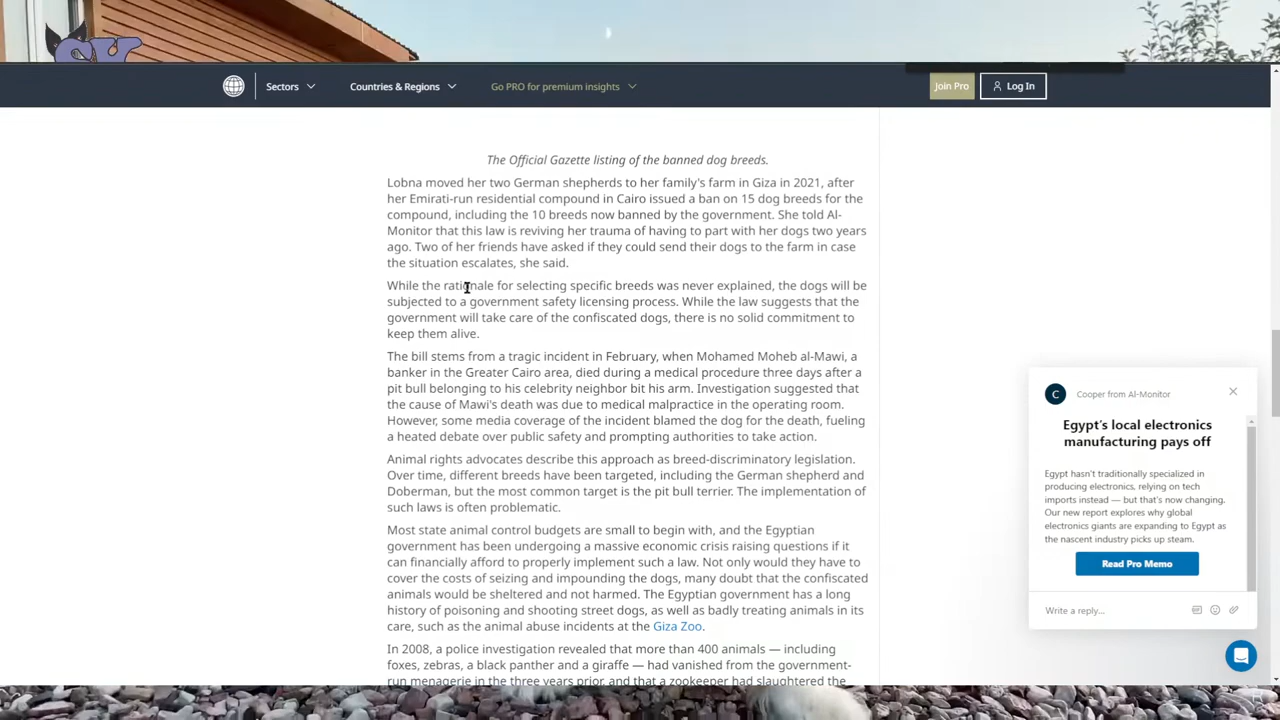 CV
Sectors
Countries & Regions
Go PRO for premium insights
Join Pro
Log In
The Official Gazette listing of the banned dog breeds.
Lobna moved her two German shepherds to her family's farm in Giza in 2021, after
her Emirati-run residential compound in Cairo issued a ban on 15 dog breeds for the
compound, including the 10 breeds now banned by the government. She told Al-
Monitor that this law is reviving her trauma of having to part with her dogs two years
ago. Two of her friends have asked if they could send their dogs to the farm in case
the situation escalates, she said.
While the rationale for selecting specific breeds was never explained, the dogs will be
subjected to a government safety licensing process. While the law suggests that the
government will take care of the confiscated dogs, there is no solid commitment to
keep them alive.
The bill stems from a tragic incident in February, when Mohamed Moheb al-Mawi, a
banker in the Greater Cairo area, died during a medical procedure three days after a
pit bull belonging to his celebrity neighbor bit his arm. Investigation suggested that
the cause of Mawi's death was due to medical malpractice in the operating room.
However, some media coverage of the incident blamed the dog for the death, fueling
a heated debate over public safety and prompting authorities to take action.
Animal rights advocates describe this approach as breed-discriminatory legislation.
Over time, different breeds have been targeted, including the German shepherd and
Doberman, but the most common target is the pit bull terrier. The implementation of
such laws is often problematic.
Most state animal control budgets are small to begin with, and the Egyptian
government has been undergoing a massive economic crisis raising questions if it
can financially afford to properly implement such a law. Not only would they have to
cover the costs of seizing and impounding the dogs, many doubt that the confiscated
animals would be sheltered and not harmed. The Egyptian government has a long
history of poisoning and shooting street dogs, as well as badly treating animals in its
care, such as the animal abuse incidents at the Giza Zoo.
In 2008, a police investigation revealed that more than 400 animals — including
foxes, zebras, a black panther and a giraffe — had vanished from the government-
run menagerie in the three years prior, and that a zookeeper had slaughtered the
C
Cooper from Al-Monitor
Egypt's local electronics
manufacturing pays off
Egypt hasn't traditionally specialized in
producing electronics, relying on tech
imports instead — but that's now changing.
Our new report explores why global
electronics giants are expanding to Egypt as
the nascent industry picks up steam.
Read Pro Memo
Write a reply...